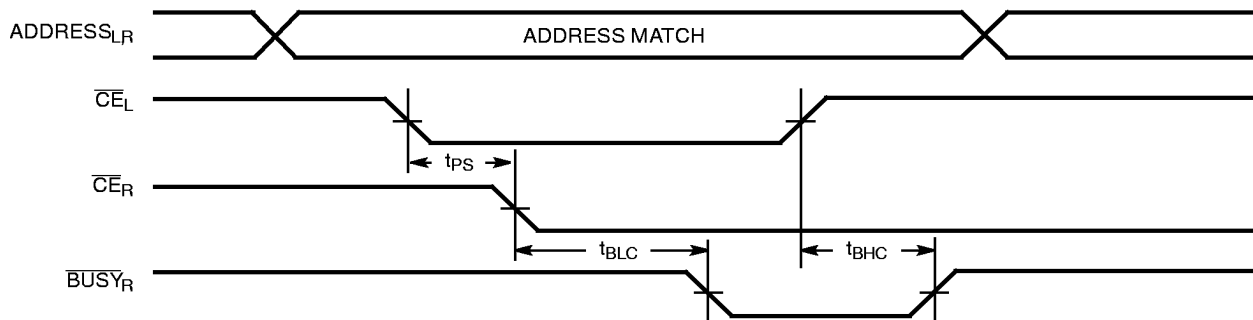 ADDRESSLR
ADDRESS MATCH
CEL
tPS
CER
tBLC
tBHC
BUSYR